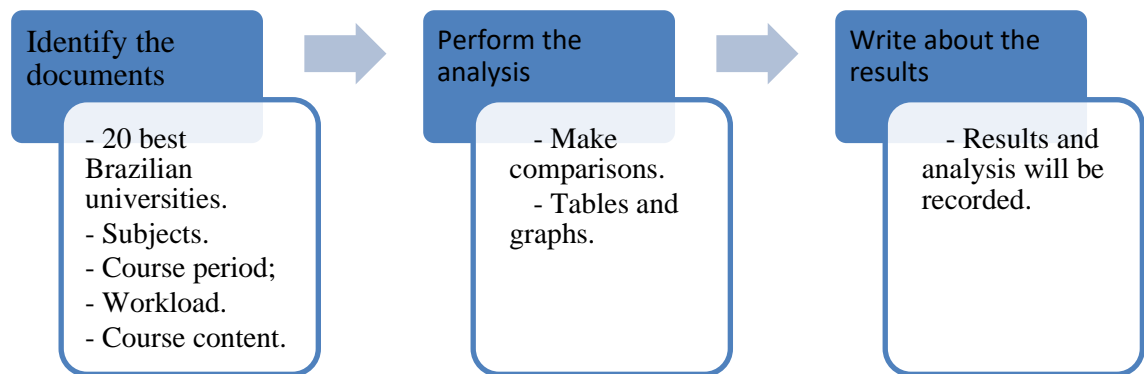 Identify the
documents
- 20 best
Brazilian
universities.
- Subjects.
- Course period;
- Workload.
- Course content.
Perform the
analysis
- Make
comparisons.
- Tables and
graphs.
Write about the
results
- Results and
analysis will be
recorded.